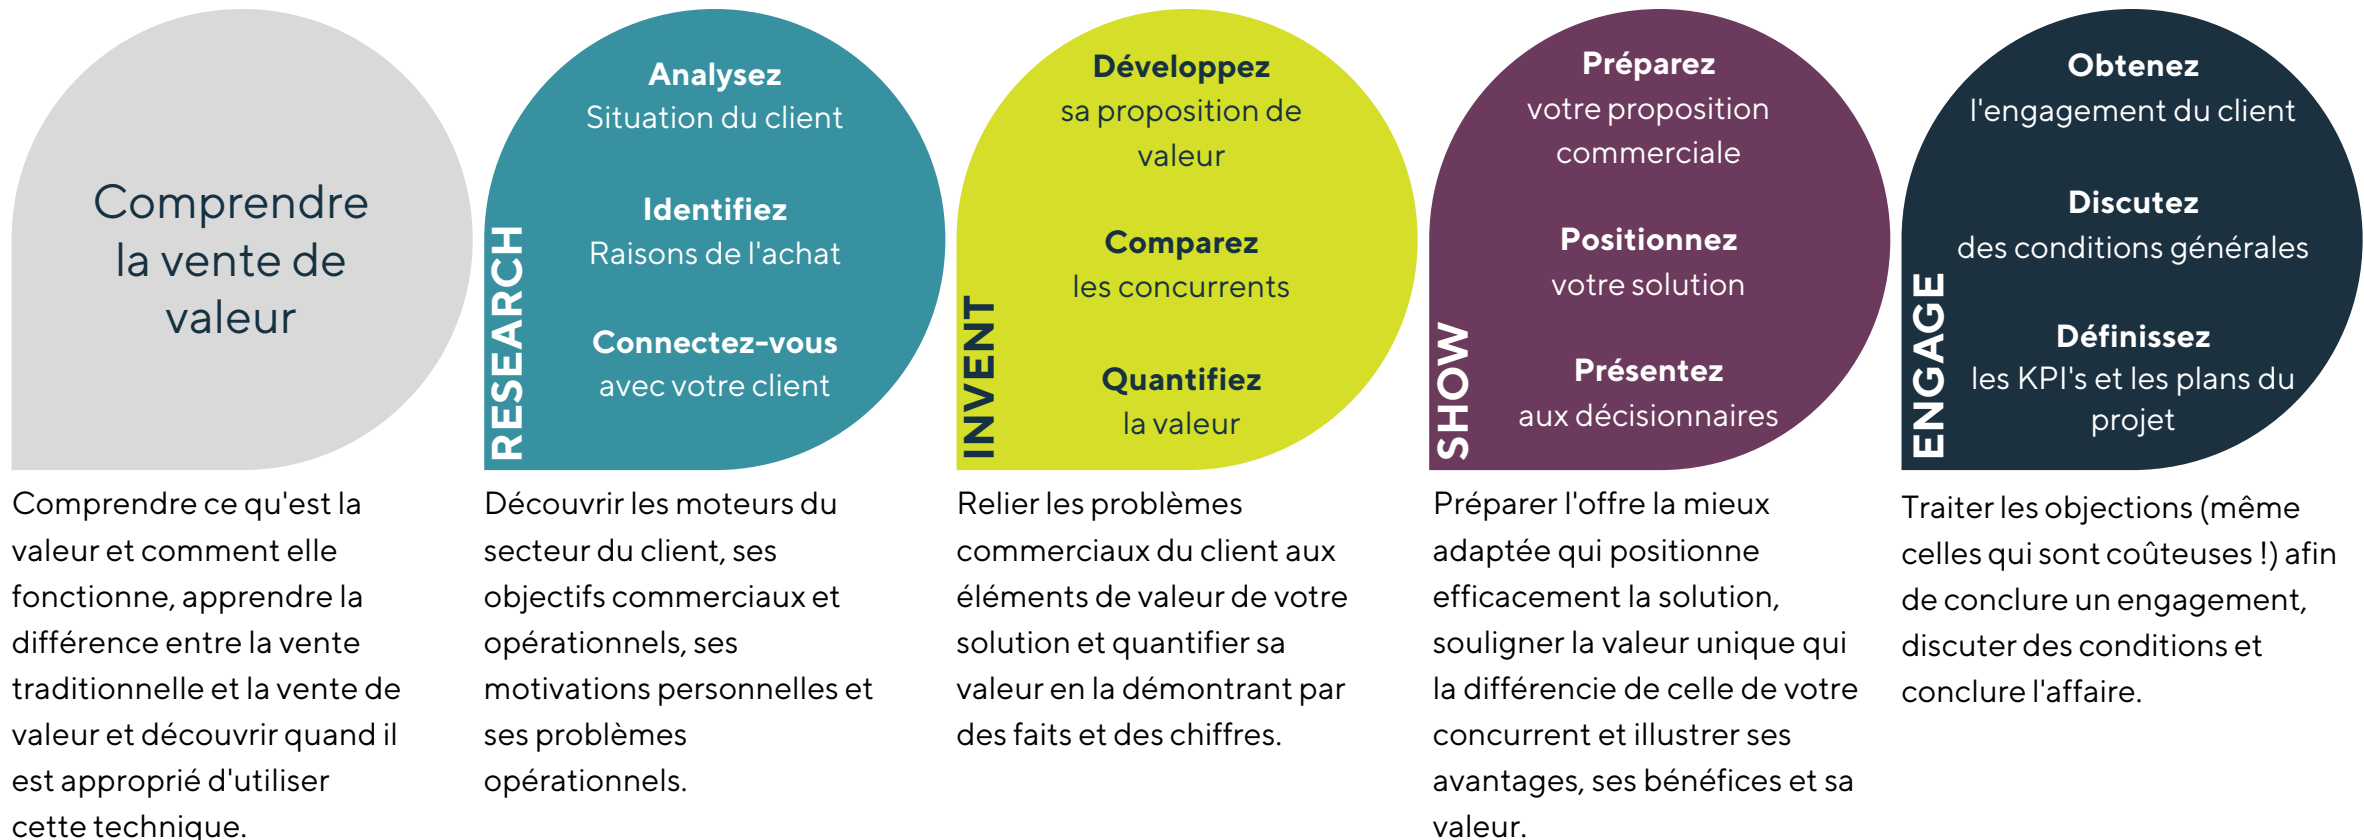 Comprendre
la vente de
valeur
Comprendre ce qu'est la
valeur et comment elle
fonctionne, apprendre la
différence entre la vente
traditionnelle et la vente de
valeur et découvrir quand il
est approprié d'utiliser
cette technique.
RESEARCH
Analysez
Situation du client
Identifiez
Raisons de l'achat
Connectez-vous
avec votre client
Découvrir les moteurs du
secteur du client, ses
objectifs commerciaux et
opérationnels, ses
motivations personnelles et
ses problèmes
opérationnels.
INVENT
Développez
sa proposition de
valeur
Comparez
les concurrents
Quantifiez
la valeur
Relier les problèmes
commerciaux du client aux
éléments de valeur de votre
solution et quantifier sa
valeur en la démontrant par
des faits et des chiffres.
SHOW
Préparez
votre proposition
commerciale
Positionnez
votre solution
Présentez
aux décisionnaires
Préparer l'offre la mieux
adaptée qui positionne
efficacement la solution,
souligner la valeur unique qui
la différencie de celle de votre
concurrent et illustrer ses
avantages, ses bénéfices et sa
valeur.
ENGAGE
Obtenez
l'engagement du client
Discutez
des conditions générales
Définissez
les KPI's et les plans du
projet
Traiter les objections (même
celles qui sont coûteuses !) afin
de conclure un engagement,
discuter des conditions et
conclure l'affaire.